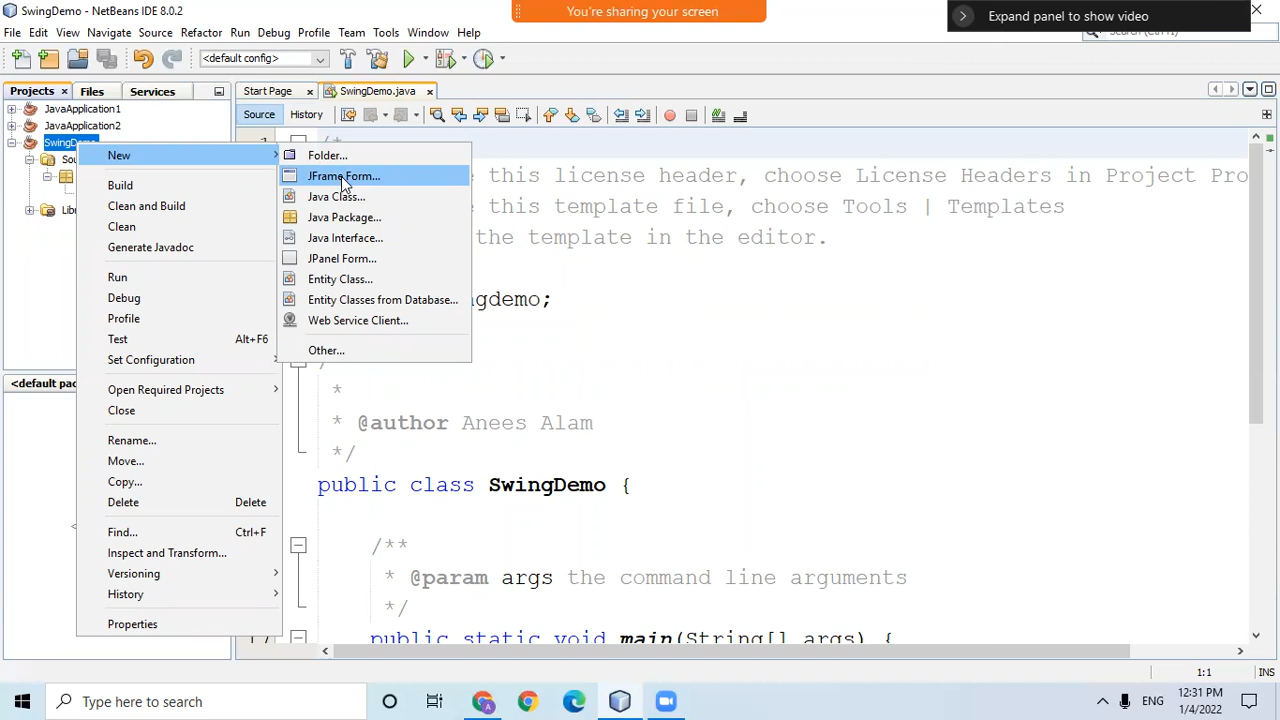 SwingDemo - NetBeans IDE 8.0.2
You're sharing your screen
Expand panel to show video
File Edit View Navigate Source Refactor Run Debug Profile Team Tools Window Help
<default config>
Projects Files Services
Start Page SwingDemo.java
Source History
JavaApplication1
JavaApplication2
SwingDemo
New
Build
Clean and Build
Clean
Generate Javadoc
Run
Debug
Profile
Test Alt+F6
Set Configuration
Open Required Projects
Close
Rename...
Move...
Copy...
Delete Delete
Find... Ctrl+F
Inspect and Transform...
Versioning
History
Properties
Folder...
JFrame Form...
Java Class...
Java Package...
Java Interface...
JPanel Form...
Entity Class...
Entity Classes from Database...
Web Service Client...
Other...
/*
this license header, choose License Headers in Project Pro
this template file, choose Tools | Templates
the template in the editor.
gdemo;
*
* @author Anees Alam
*/
public class SwingDemo {
/**
* @param args the command line arguments
*/
public static void main(String[] args) {
<default pac
1:1 INS
Type here to search
ENG
12:31 PM
1/4/2022